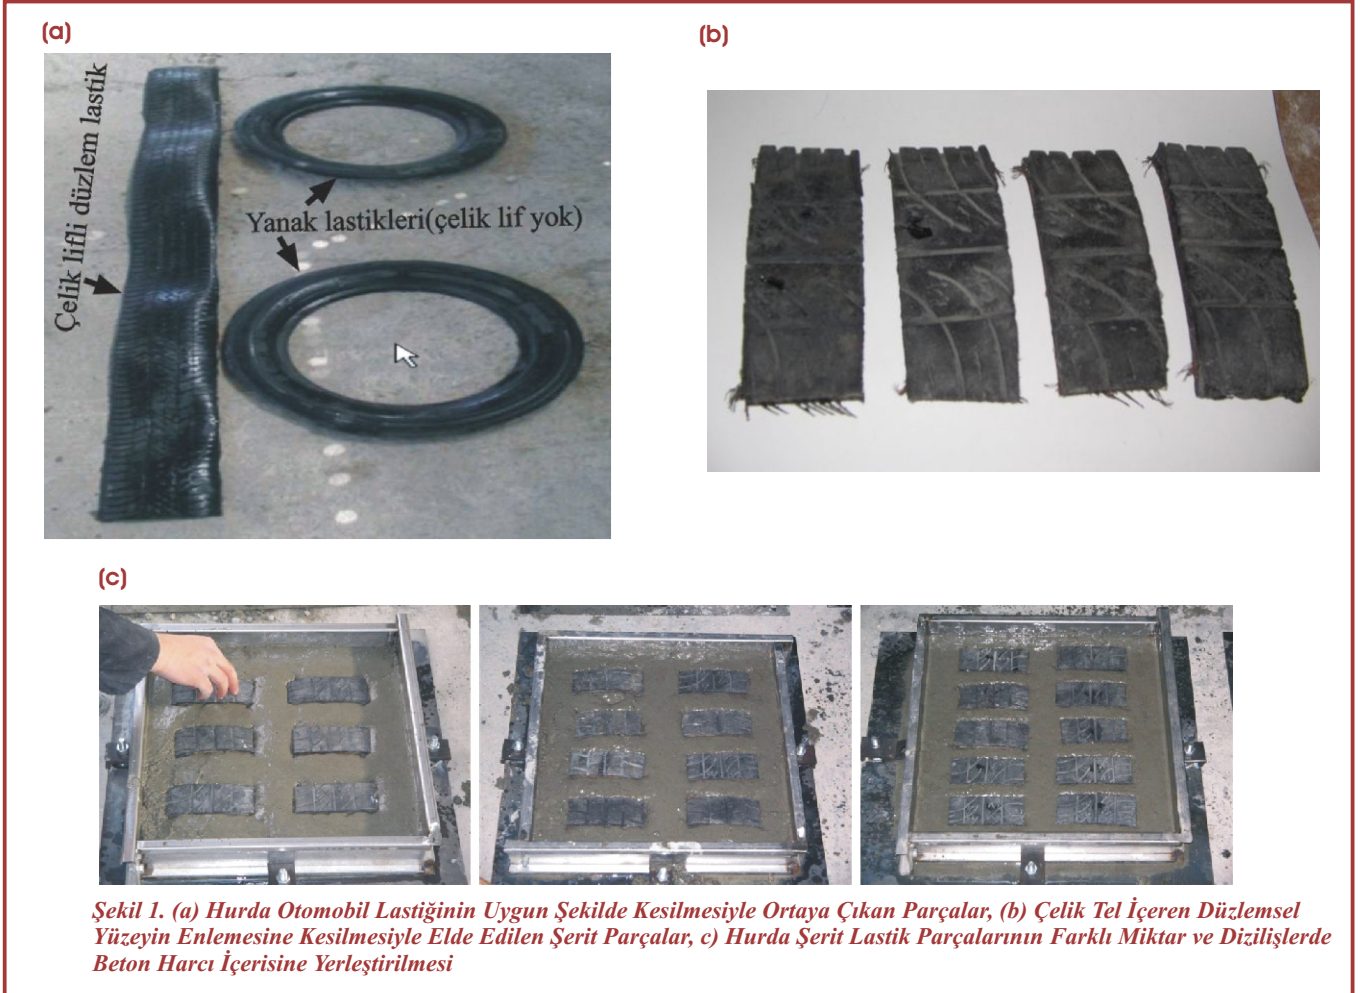 (a)
(b)
Çelik lifli düzlem lastik
Yanak lastikleri(çelik lif yok)
(c)
Şekil 1. (a) Hurda Otomobil Lastiğinin Uygun Şekilde Kesilmesiyle Ortaya Çıkan Parçalar, (b) Çelik Tel İçeren Düzlemsel
Yüzeyin Enlemesine Kesilmesiyle Elde Edilen Şerit Parçalar, c) Hurda Şerit Lastik Parçalarının Farklı Miktar ve Dizilişlerde
Beton Harcı İçerisine Yerleştirilmesi